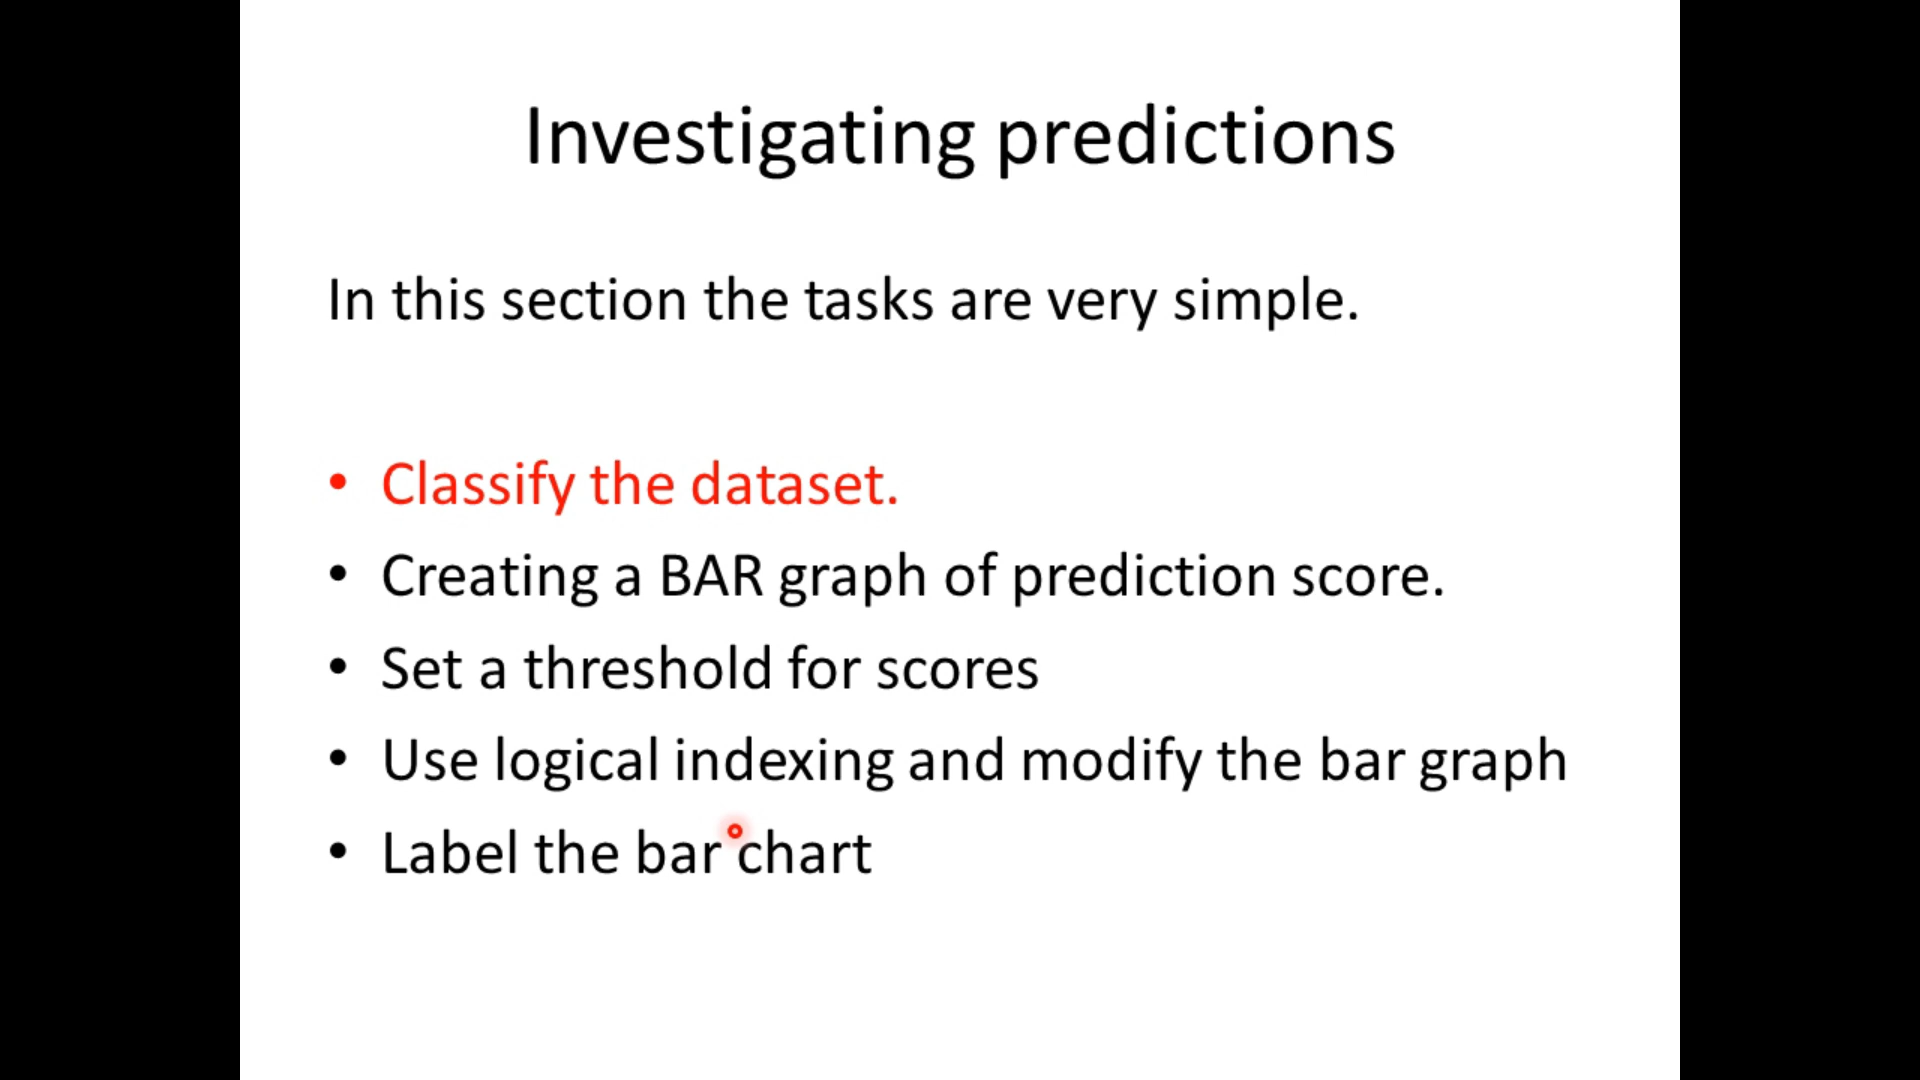 Investigating predictions
In this section the tasks are very simple.
• Classify the dataset.
• Creating a BAR graph of prediction score.
• Set a threshold for scores
• Use logical indexing and modify the bar graph
• Label the bar chart